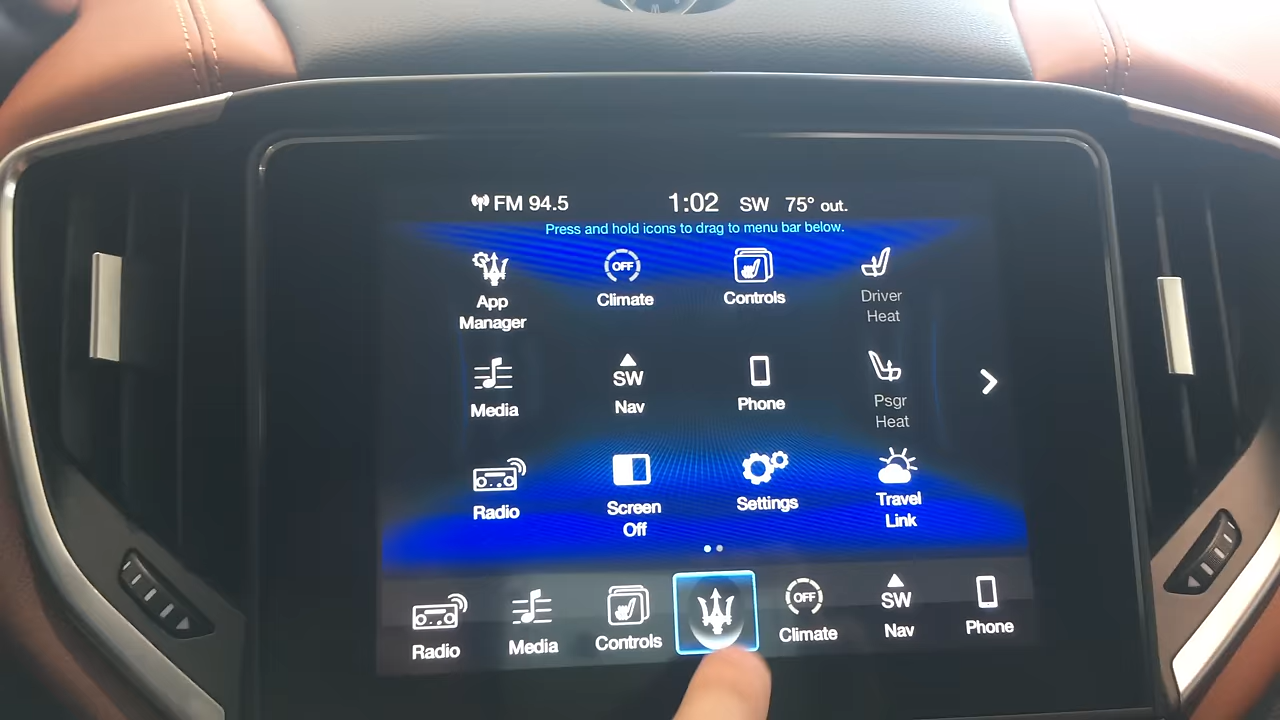 FM 94.5 1:02 SW 75° out.
Press and hold icons to drag to menu bar below.
App
Manager
OFF
Climate
Controls
Driver
Heat
Media
SW
Nav
Phone
Psgr
Heat
Radio
Screen
Off
Settings
Travel
Link
Radio
Media
Controls
OFF
Climate
SW
Nav
Phone